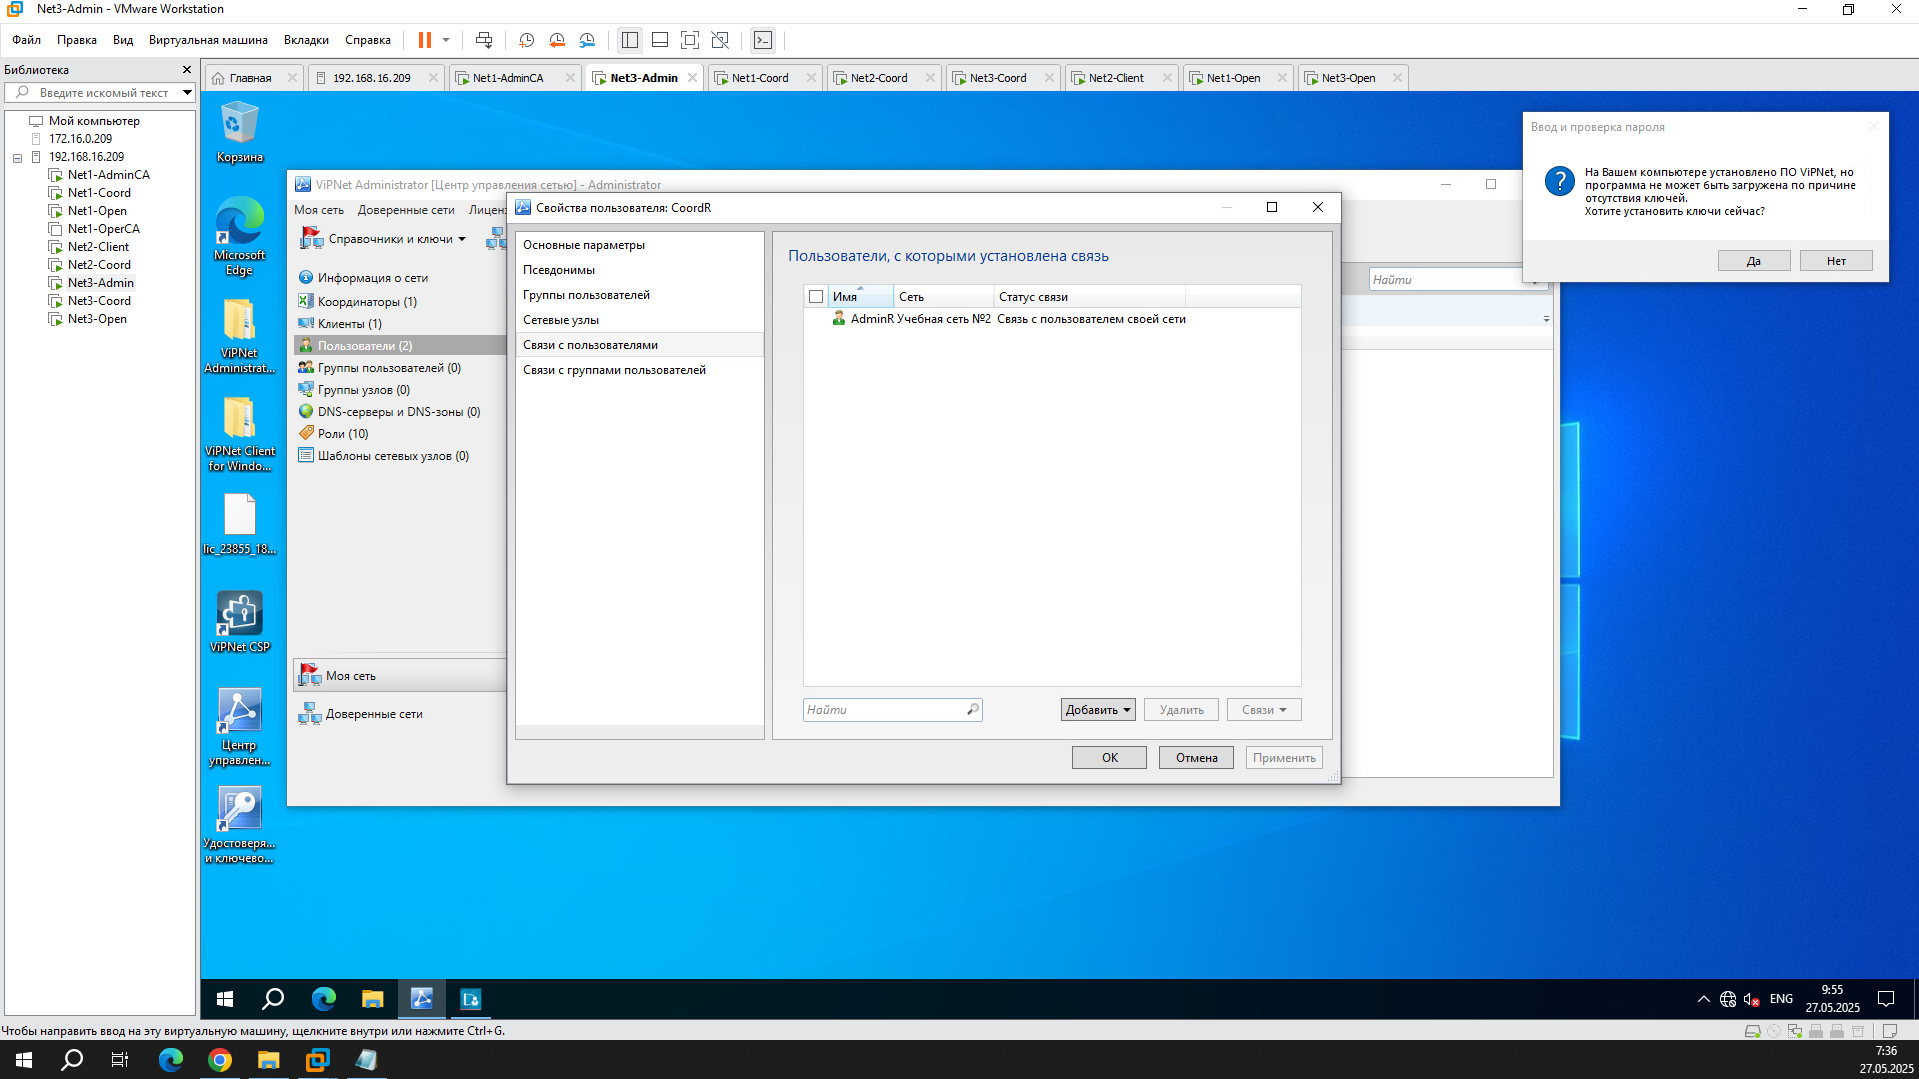 Net3-Admin - VMware Workstation
Файл Правка Вид Виртуальная машина Вкладки Справка
Библиотека
Введите искомый текст
Мой компьютер
172.16.0.209
192.168.16.209
Net1-AdminCA
Net1-Coord
Net1-Open
Net1-OperCA
Net2-Client
Net2-Coord
Net3-Admin
Net3-Coord
Net3-Open
Главная 192.168.16.209 Net1-AdminCA Net3-Admin Net1-Coord Net2-Coord Net3-Coord Net2-Client Net1-Open Net3-Open
Корзина
Microsoft
Edge
ViPNet
Administrat...
ViPNet Client
for Windo...
lic_23855_18...
ViPNet CSP
Центр
управлен...
Удостоверя...
и ключево...
ViPNet Administrator [Центр управления сетью] - Administrator
Моя сеть Доверенные сети Лиценз
Справочники и ключи
Информация о сети
Координаторы (1)
Клиенты (1)
Пользователи (2)
Группы пользователей (0)
Группы узлов (0)
DNS-серверы и DNS-зоны (0)
Роли (10)
Шаблоны сетевых узлов (0)
Моя сеть
Доверенные сети
Найти
Свойства пользователя: CoordR
Основные параметры
Псевдонимы
Группы пользователей
Сетевые узлы
Связи с пользователями
Связи с группами пользователей
Пользователи, с которыми установлена связь
Имя Сеть Статус связи
AdminR Учебная сеть №2 Связь с пользователем своей сети
Найти
Добавить Удалить Связи
OK Отмена Применить
Ввод и проверка пароля
На Вашем компьютере установлено ПО ViPNet, но
программа не может быть загружена по причине
отсутствия ключей.
Хотите установить ключи сейчас?
Да Нет
ENG
9:55
27.05.2025
Чтобы направить ввод на эту виртуальную машину, щелкните внутри или нажмите Ctrl+G.
7:36
27.05.2025